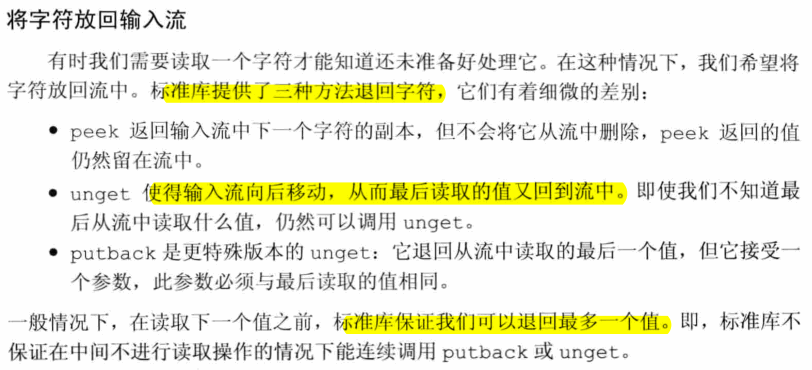 将字符放回输入流
有时我们需要读取一个字符才能知道还未准备好处理它。在这种情况下，我们希望将
字符放回流中。标准库提供了三种方法退回字符，它们有着细微的差别：
● peek 返回输入流中下一个字符的副本，但不会将它从流中删除，peek 返回的值
仍然留在流中。
● unget 使得输入流向后移动，从而最后读取的值又回到流中。即使我们不知道最
后从流中读取什么值，仍然可以调用 unget。
● putback 是更特殊版本的 unget：它退回从流中读取的最后一个值，但它接受一
个参数，此参数必须与最后读取的值相同。
一般情况下，在读取下一个值之前，标准库保证我们可以退回最多一个值。即，标准库不
保证在中间不进行读取操作的情况下能连续调用 putback 或 unget。